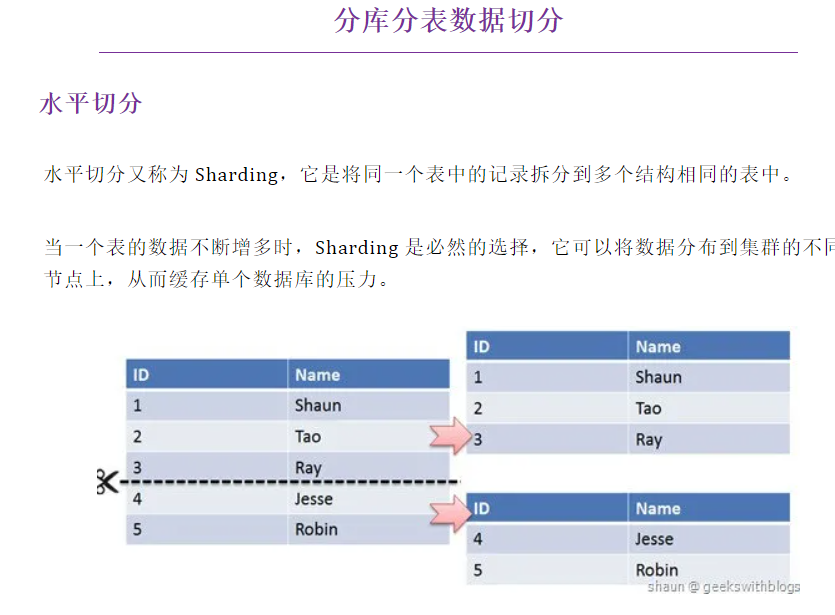 分库分表数据切分
水平切分
水平切分又称为 Sharding，它是将同一个表中的记录拆分到多个结构相同的表中。
当一个表的数据不断增多时，Sharding 是必然的选择，它可以将数据分布到集群的不同
节点上，从而缓存单个数据库的压力。
ID Name
1 Shaun
2 Tao
3 Ray
4 Jesse
5 Robin
ID Name
1 Shaun
2 Tao
3 Ray
ID Name
4 Jesse
5 Robin
shaun @ geekswithblogs